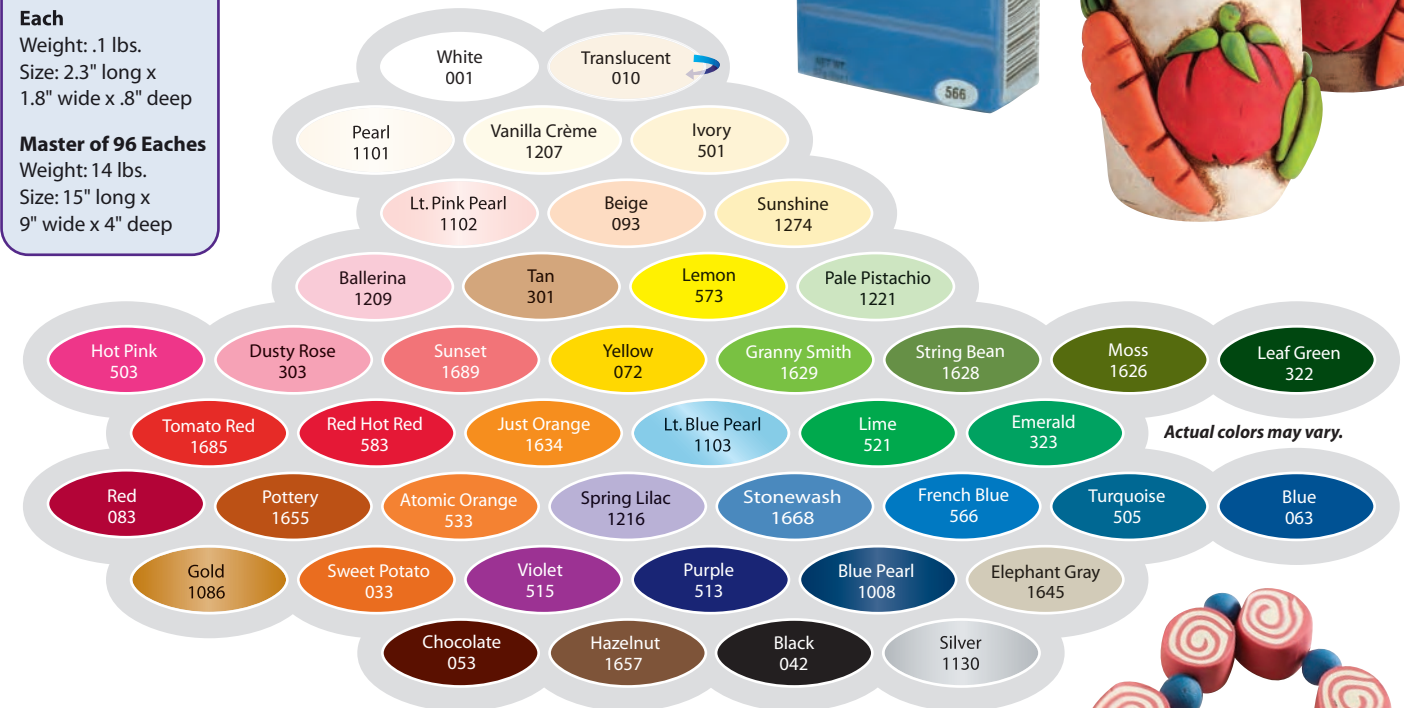 Each
Weight: .1 lbs.
Size: 2.3" long x
1.8" wide x .8" deep
Master of 96 Eaches
Weight: 14 lbs.
Size: 15" long x
9" wide x 4" deep
566
White
001
Translucent
010
Pearl
1101
Vanilla Crème
1207
Ivory
501
Lt. Pink Pearl
1102
Beige
093
Sunshine
1274
Ballerina
1209
Tan
301
Lemon
573
Pale Pistachio
1221
Hot Pink
503
Dusty Rose
303
Sunset
1689
Yellow
072
Granny Smith
1629
String Bean
1628
Moss
1626
Leaf Green
322
Tomato Red
1685
Red Hot Red
583
Just Orange
1634
Lt. Blue Pearl
1103
Lime
521
Emerald
323
Actual colors may vary.
Red
083
Pottery
1655
Atomic Orange
533
Spring Lilac
1216
Stonewash
1668
French Blue
566
Turquoise
505
Blue
063
Gold
1086
Sweet Potato
033
Violet
515
Purple
513
Blue Pearl
1008
Elephant Gray
1645
Chocolate
053
Hazelnut
1657
Black
042
Silver
1130